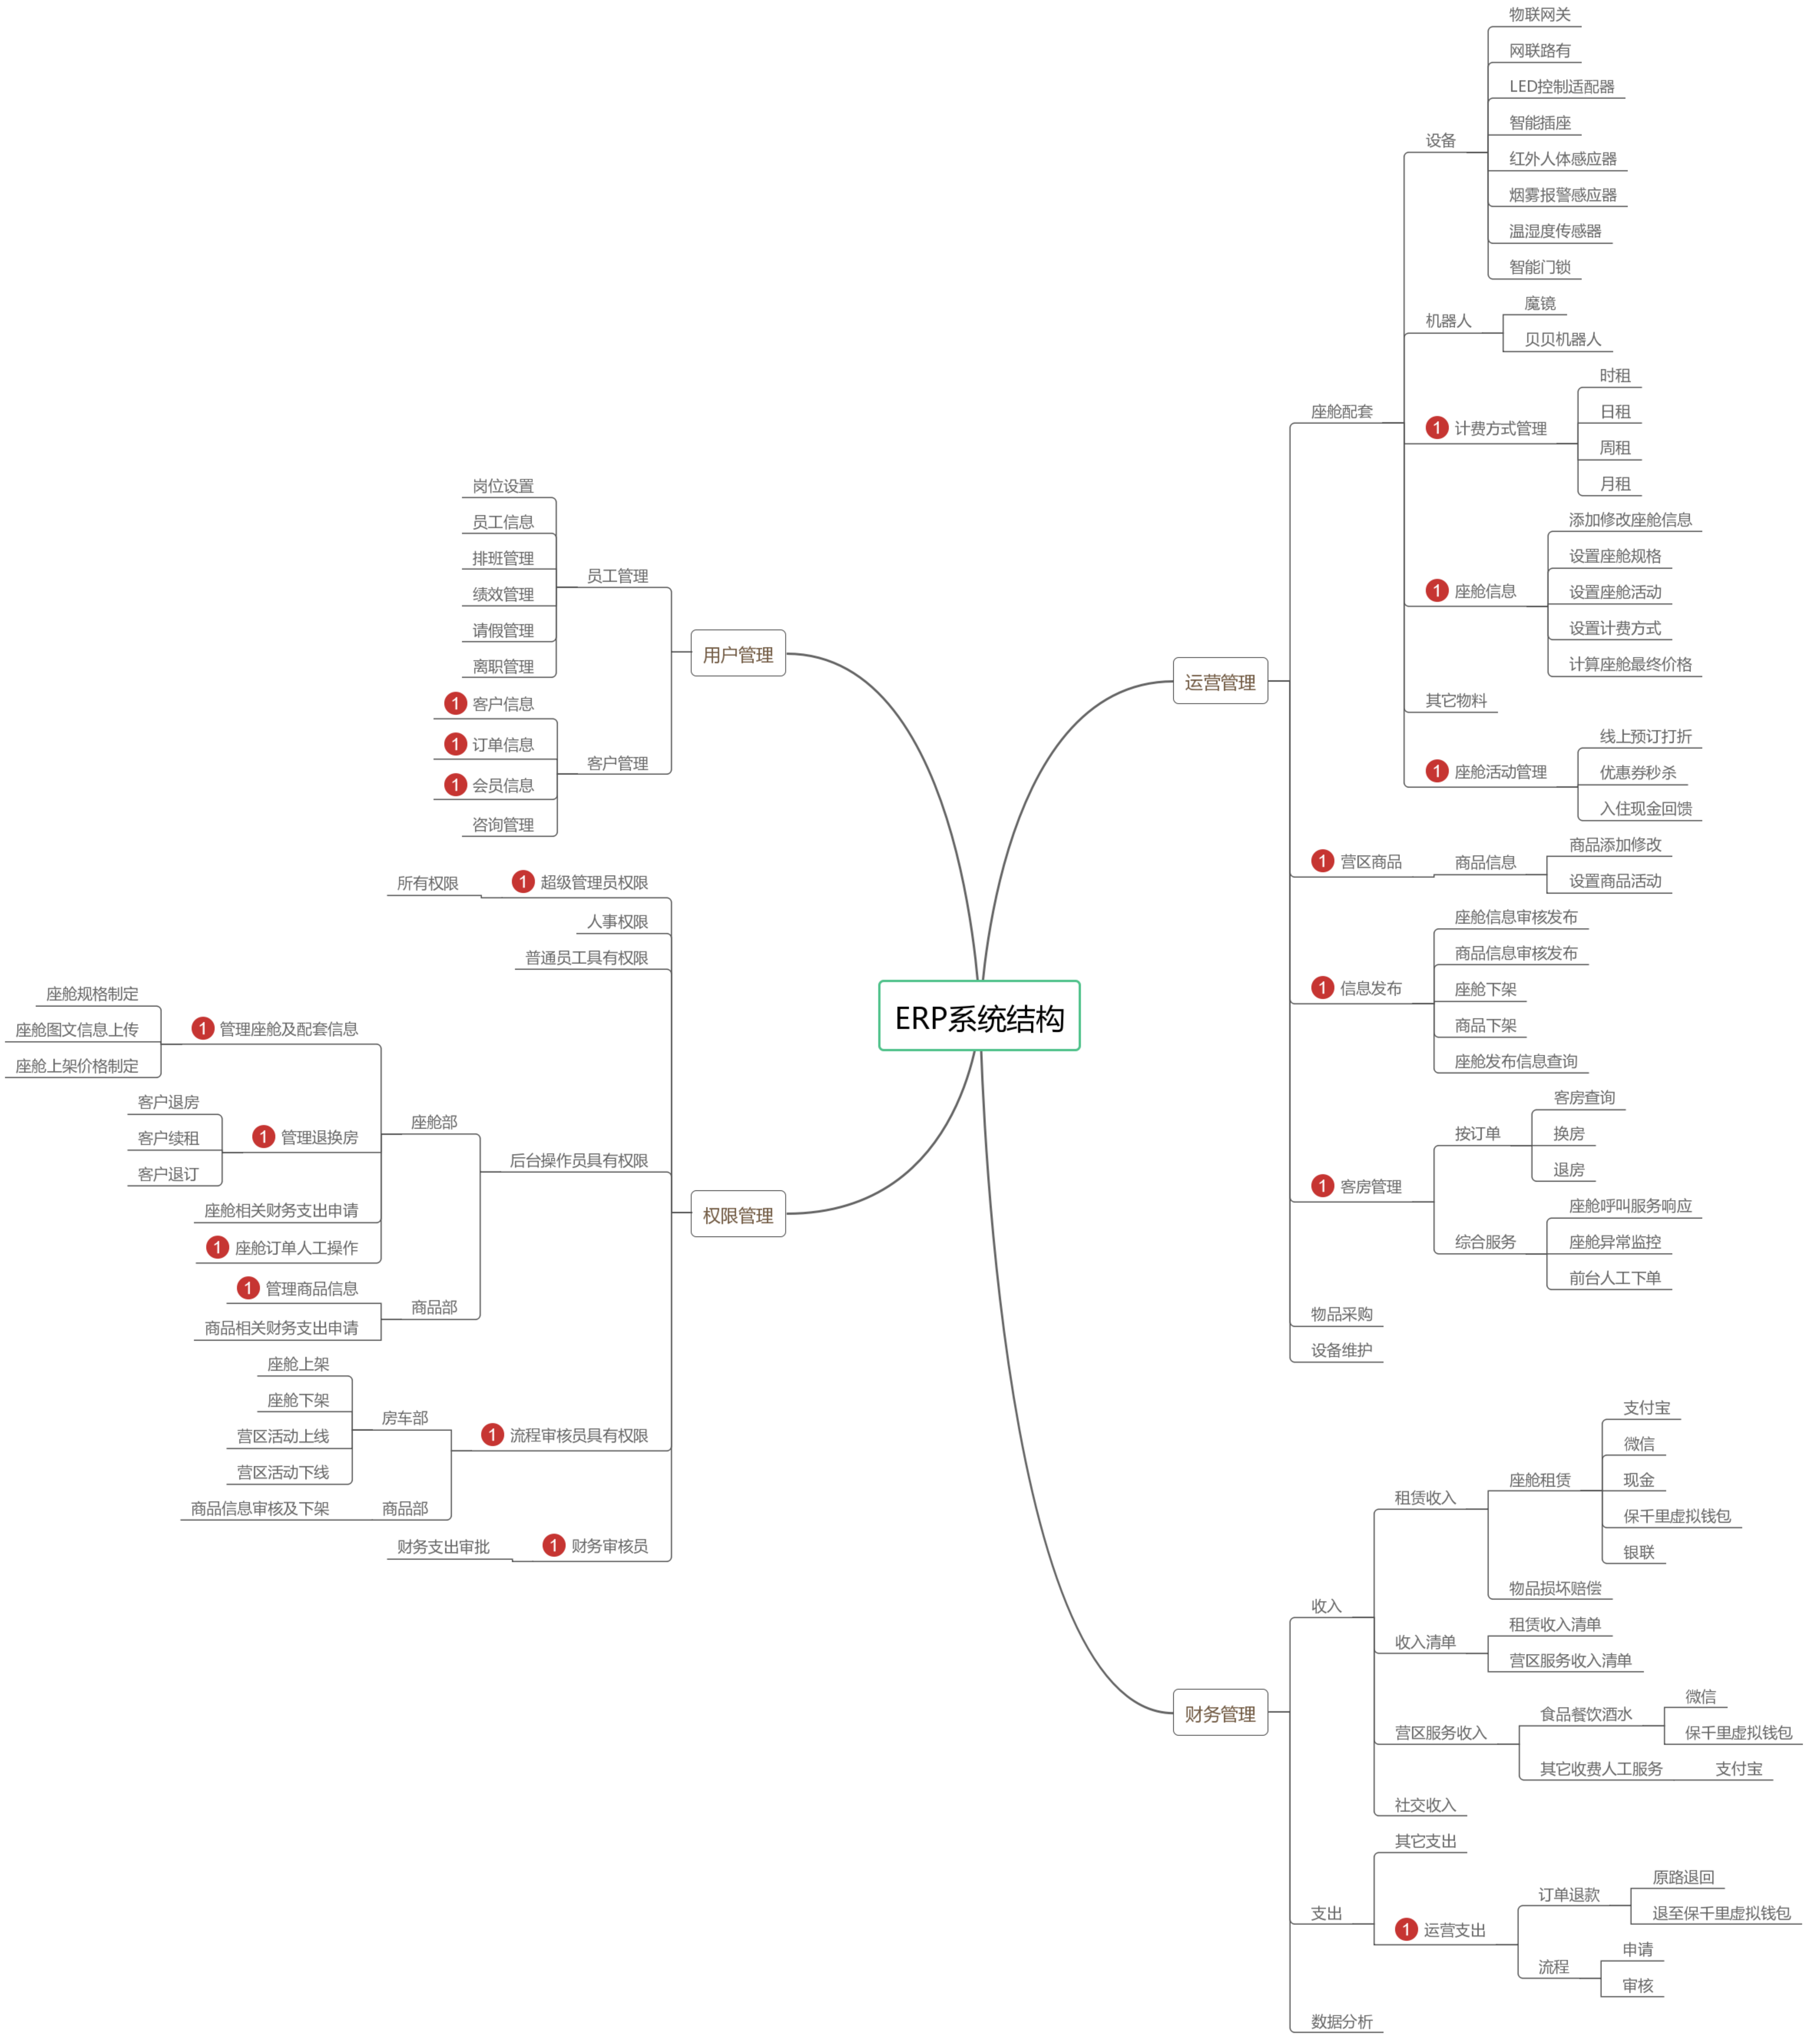 ERP系统结构
用户管理
员工管理
岗位设置
员工信息
排班管理
绩效管理
请假管理
离职管理
客户管理
1 客户信息
1 订单信息
1 会员信息
咨询管理
权限管理
1 超级管理员权限
所有权限
人事权限
普通员工具有权限
后台操作员具有权限
座舱部
1 管理座舱及配套信息
座舱规格制定
座舱图文信息上传
座舱上架价格制定
1 管理退换房
客户退房
客户续租
客户退订
座舱相关财务支出申请
1 座舱订单人工操作
商品部
1 管理商品信息
商品相关财务支出申请
1 流程审核员具有权限
房车部
座舱上架
座舱下架
营区活动上线
营区活动下线
商品部
商品信息审核及下架
1 财务审核员
财务支出审批
运营管理
座舱配套
设备
物联网关
网联路有
LED控制适配器
智能插座
红外人体感应器
烟雾报警感应器
温湿度传感器
智能门锁
机器人
魔镜
贝贝机器人
1 计费方式管理
时租
日租
周租
月租
1 座舱信息
添加修改座舱信息
设置座舱规格
设置座舱活动
设置计费方式
计算座舱最终价格
其它物料
1 座舱活动管理
线上预订打折
优惠券秒杀
入住现金回馈
1 营区商品
商品信息
商品添加修改
设置商品活动
1 信息发布
座舱信息审核发布
商品信息审核发布
座舱下架
商品下架
座舱发布信息查询
1 客房管理
按订单
客房查询
换房
退房
综合服务
座舱呼叫服务响应
座舱异常监控
前台人工下单
物品采购
设备维护
财务管理
收入
租赁收入
座舱租赁
支付宝
微信
现金
保千里虚拟钱包
银联
物品损坏赔偿
收入清单
租赁收入清单
营区服务收入清单
营区服务收入
食品餐饮酒水
微信
保千里虚拟钱包
其它收费人工服务
支付宝
社交收入
支出
其它支出
1 运营支出
订单退款
原路退回
退至保千里虚拟钱包
流程
申请
审核
数据分析